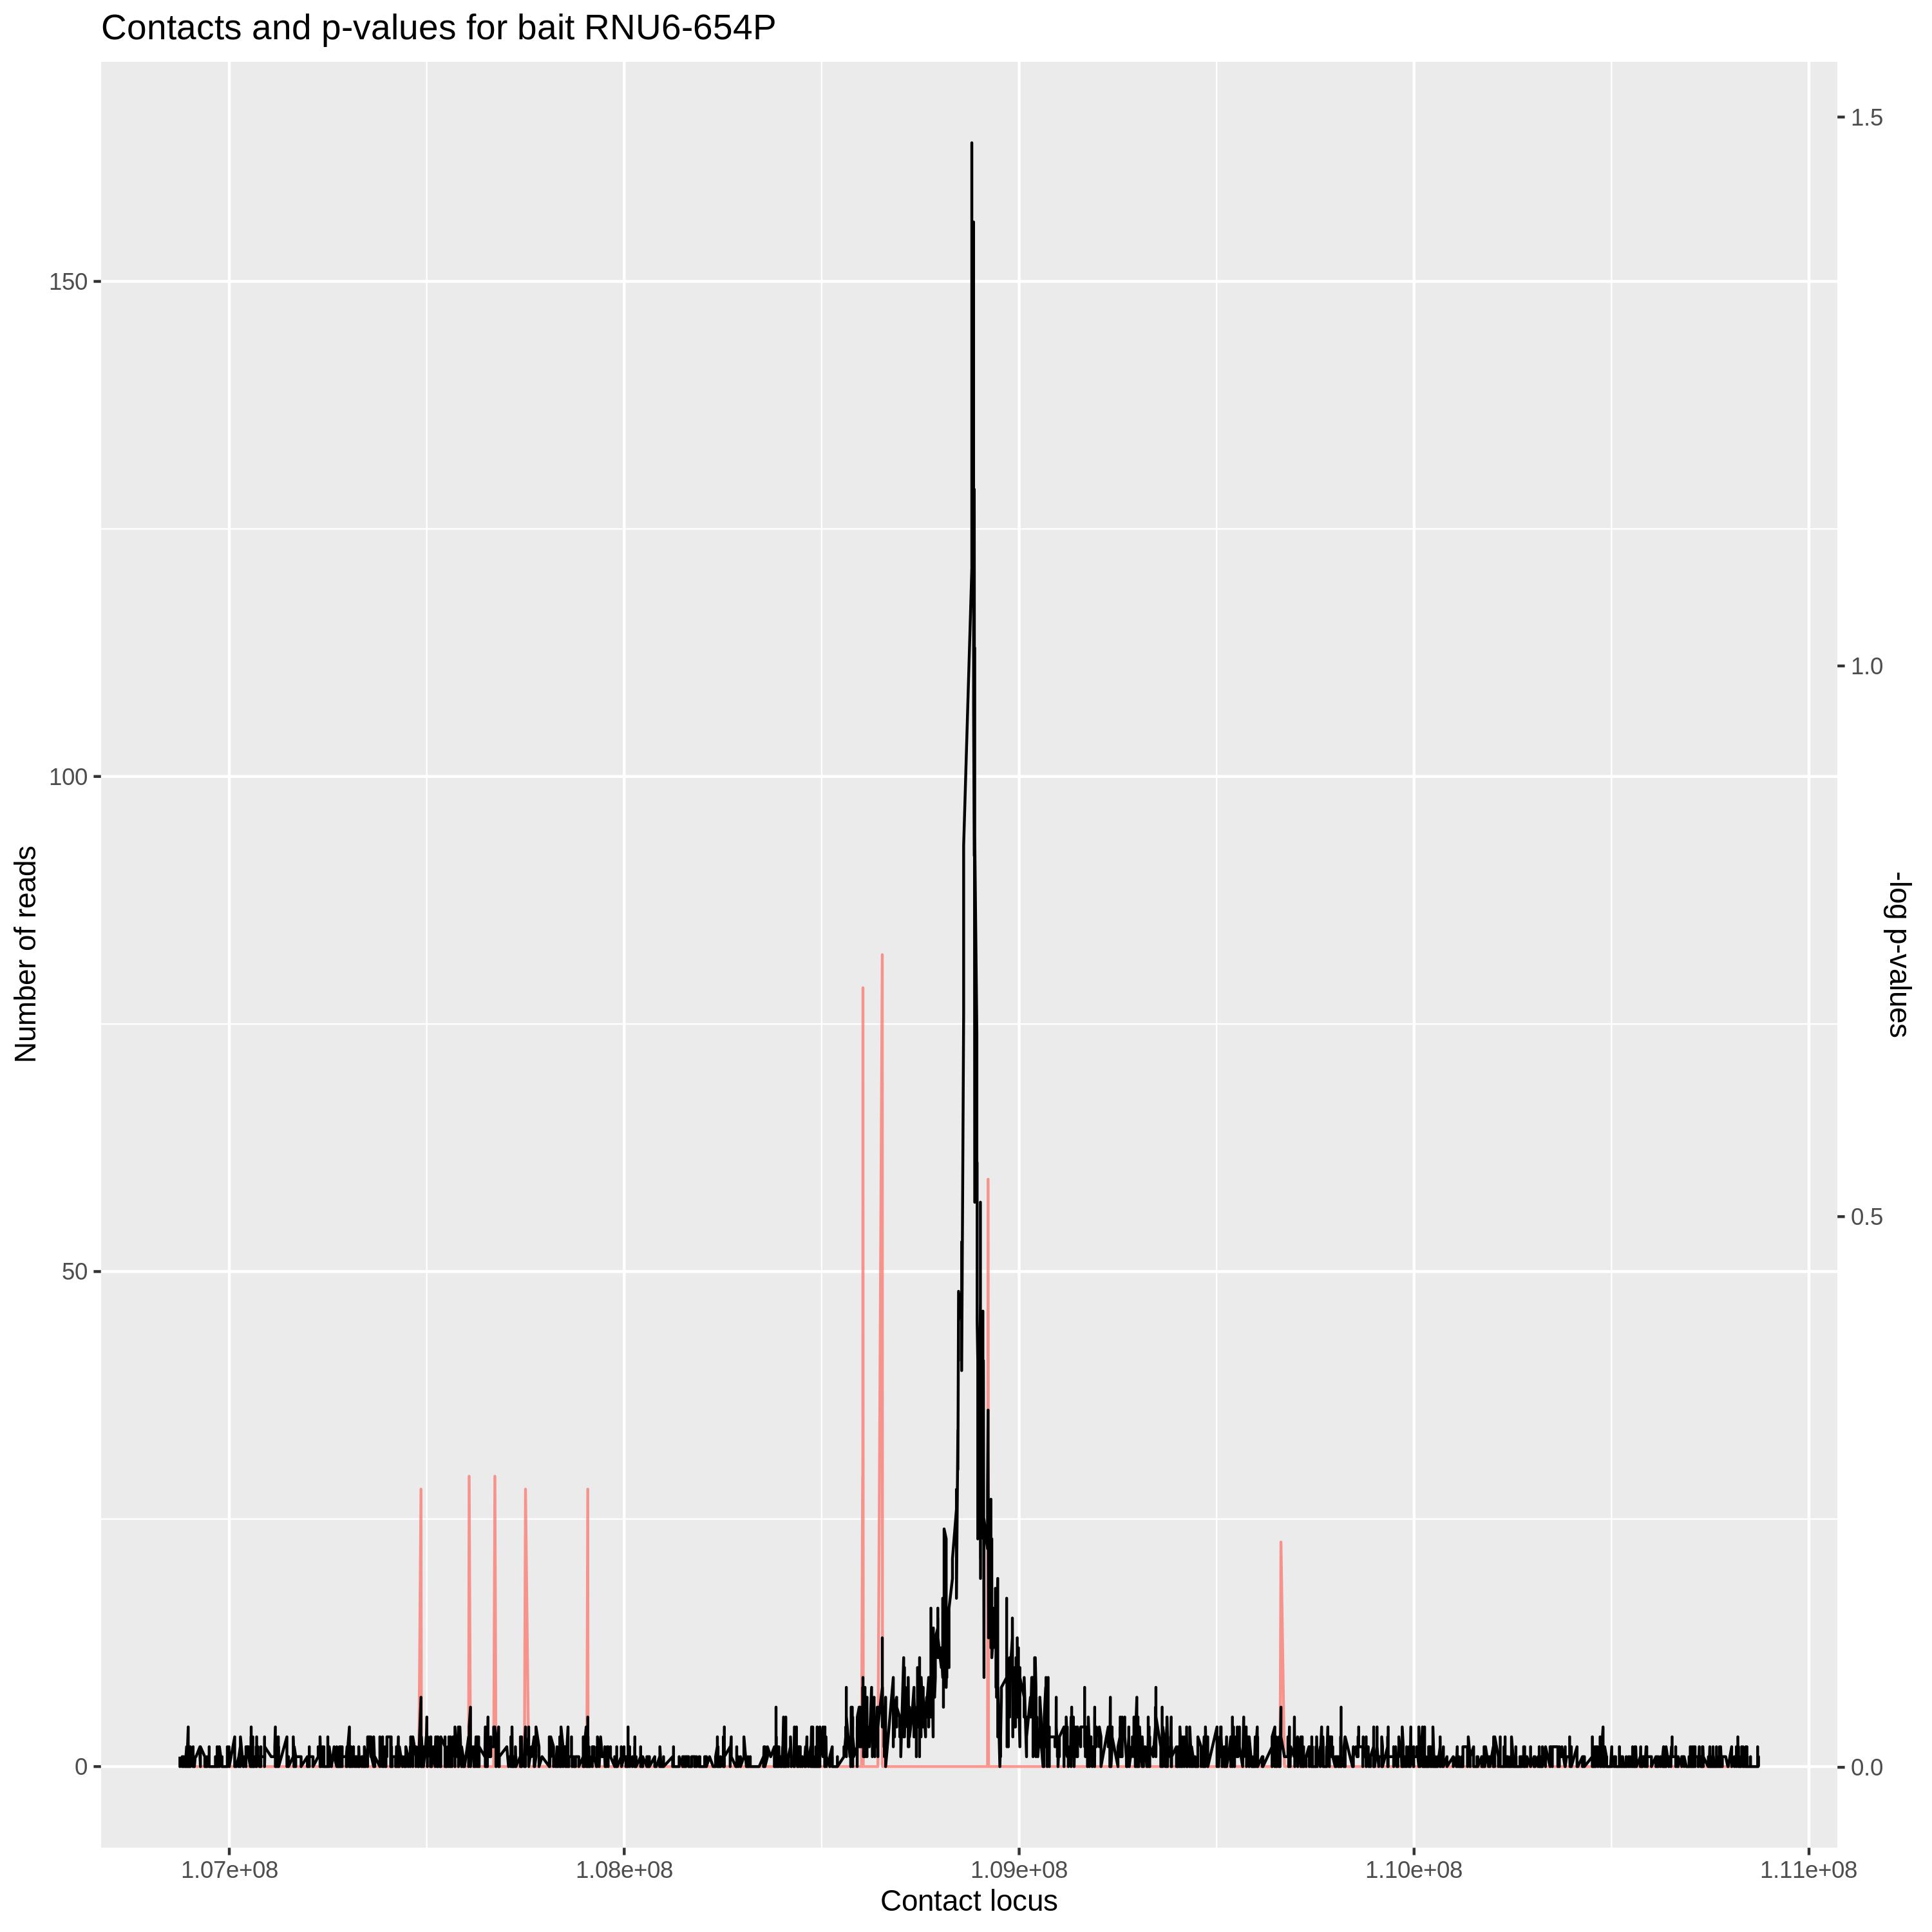 Contacts and p-values for bait RNU6-654P
1.5
150
1.0
100
Number of reads
-log p-values
0.5
50
0
0.0
1.07e+08
1.08e+08
1.09e+08
1.10e+08
1.11e+08
Contact locus